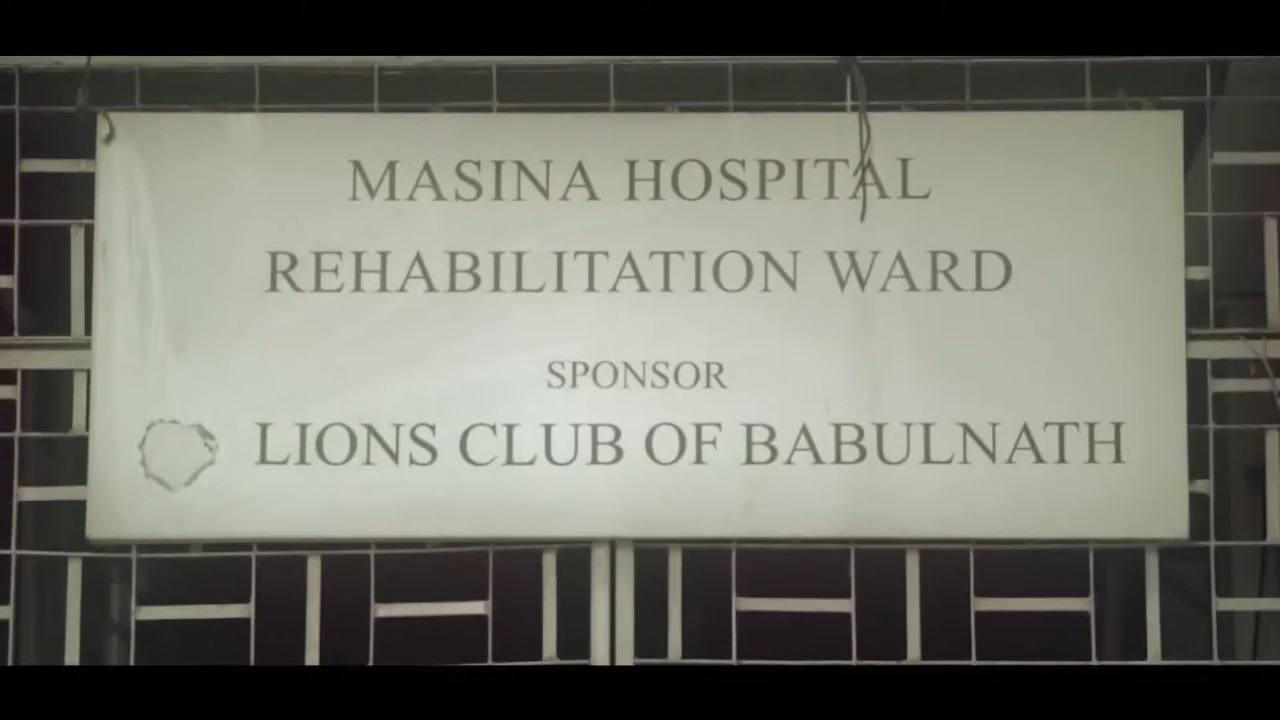 MASINA HOSPITAL
REHABILITATION WARD
SPONSOR
LIONS CLUB OF BABULNATH